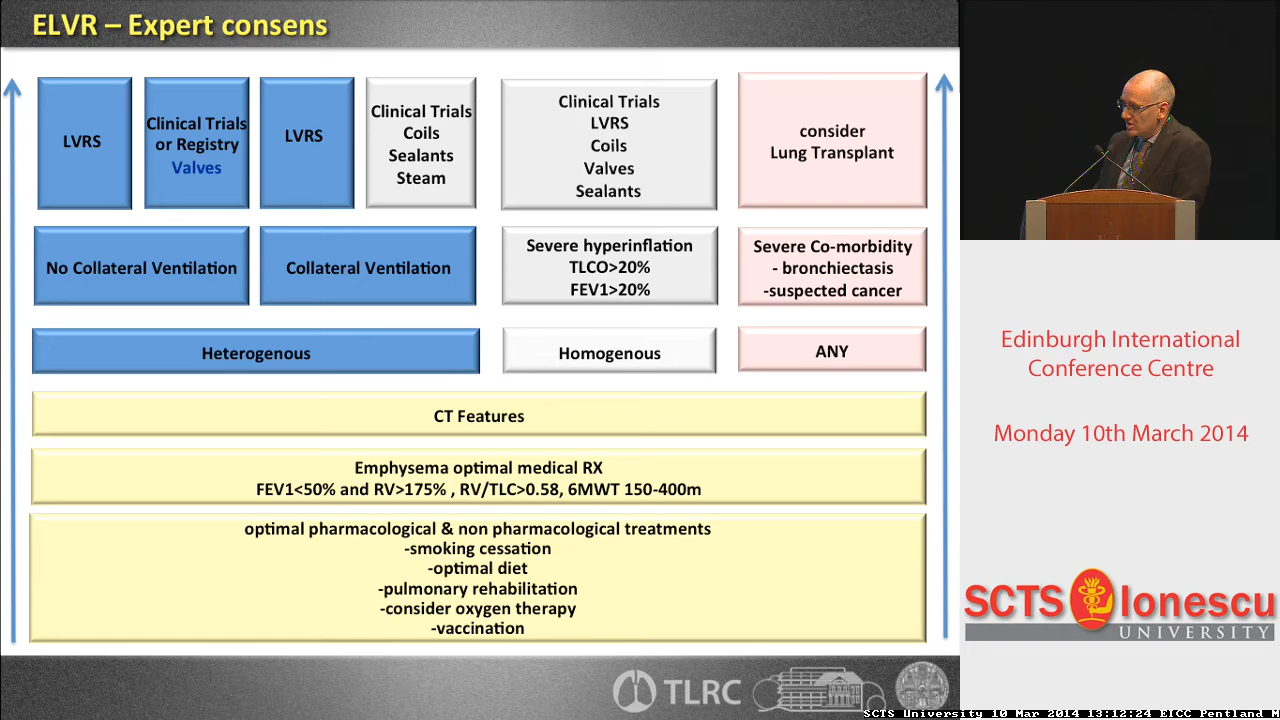 ELVR – Expert consens
LVRS
Clinical Trials
or Registry
Valves
LVRS
Clinical Trials
Coils
Sealants
Steam
Clinical Trials
LVRS
Coils
Valves
Sealants
consider
Lung Transplant
No Collateral Ventilation
Collateral Ventilation
Severe hyperinflation
TLCO>20%
FEV1>20%
Severe Co-morbidity
- bronchiectasis
-suspected cancer
Heterogenous
Homogenous
ANY
CT Features
Emphysema optimal medical RX
FEV1<50% and RV>175% , RV/TLC>0.58, 6MWT 150-400m
optimal pharmacological & non pharmacological treatments
-smoking cessation
-optimal diet
-pulmonary rehabilitation
-consider oxygen therapy
-vaccination
TLRC
Edinburgh International
Conference Centre
Monday 10th March 2014
SCTS Ionescu
UNIVERSITY
SCTS University 10 Mar 2014 13:12:24 EICC Pentland M